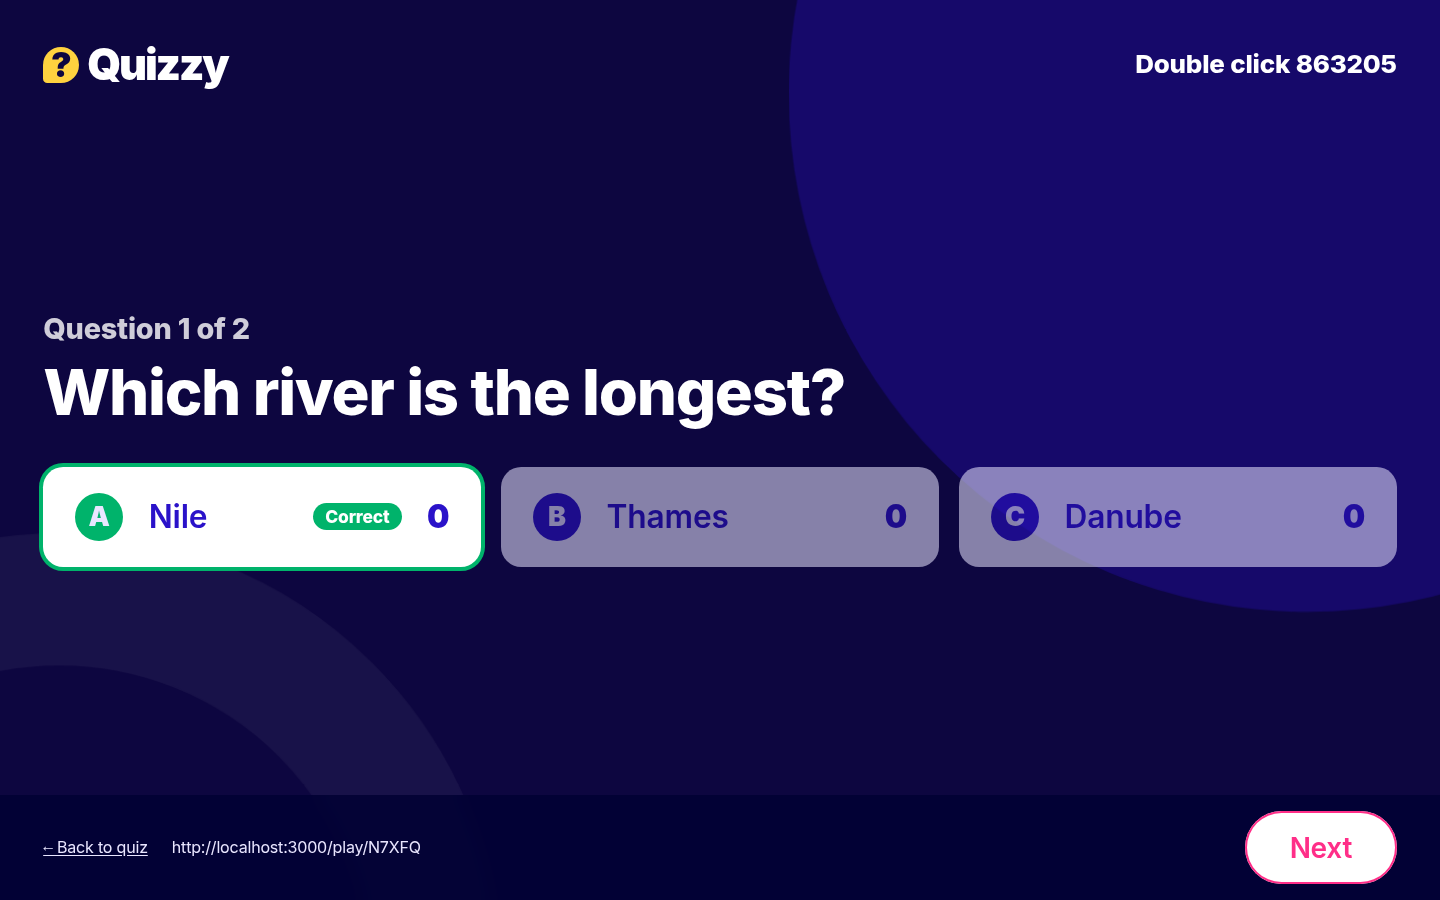 ? Quizzy
Double click 863205
Question 1 of 2
Which river is the longest?
A Nile Correct 0
B Thames 0
C Danube 0
←Back to quiz http://localhost:3000/play/N7XFQ
Next